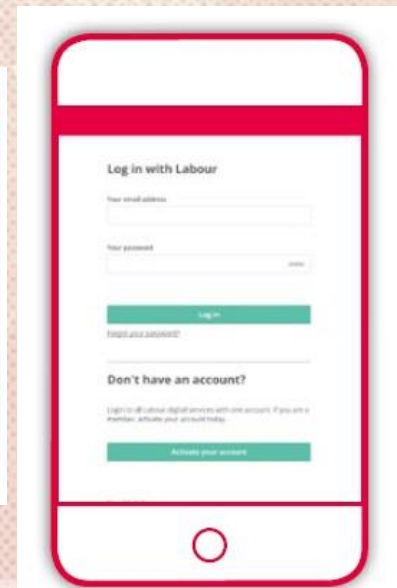 Log in with Labour
Your email address
Your password
Log in
Forgot your password?
Don't have an account?
Login to all Labour digital services with one account. If you are a
member, activate your account today.
Activate your account